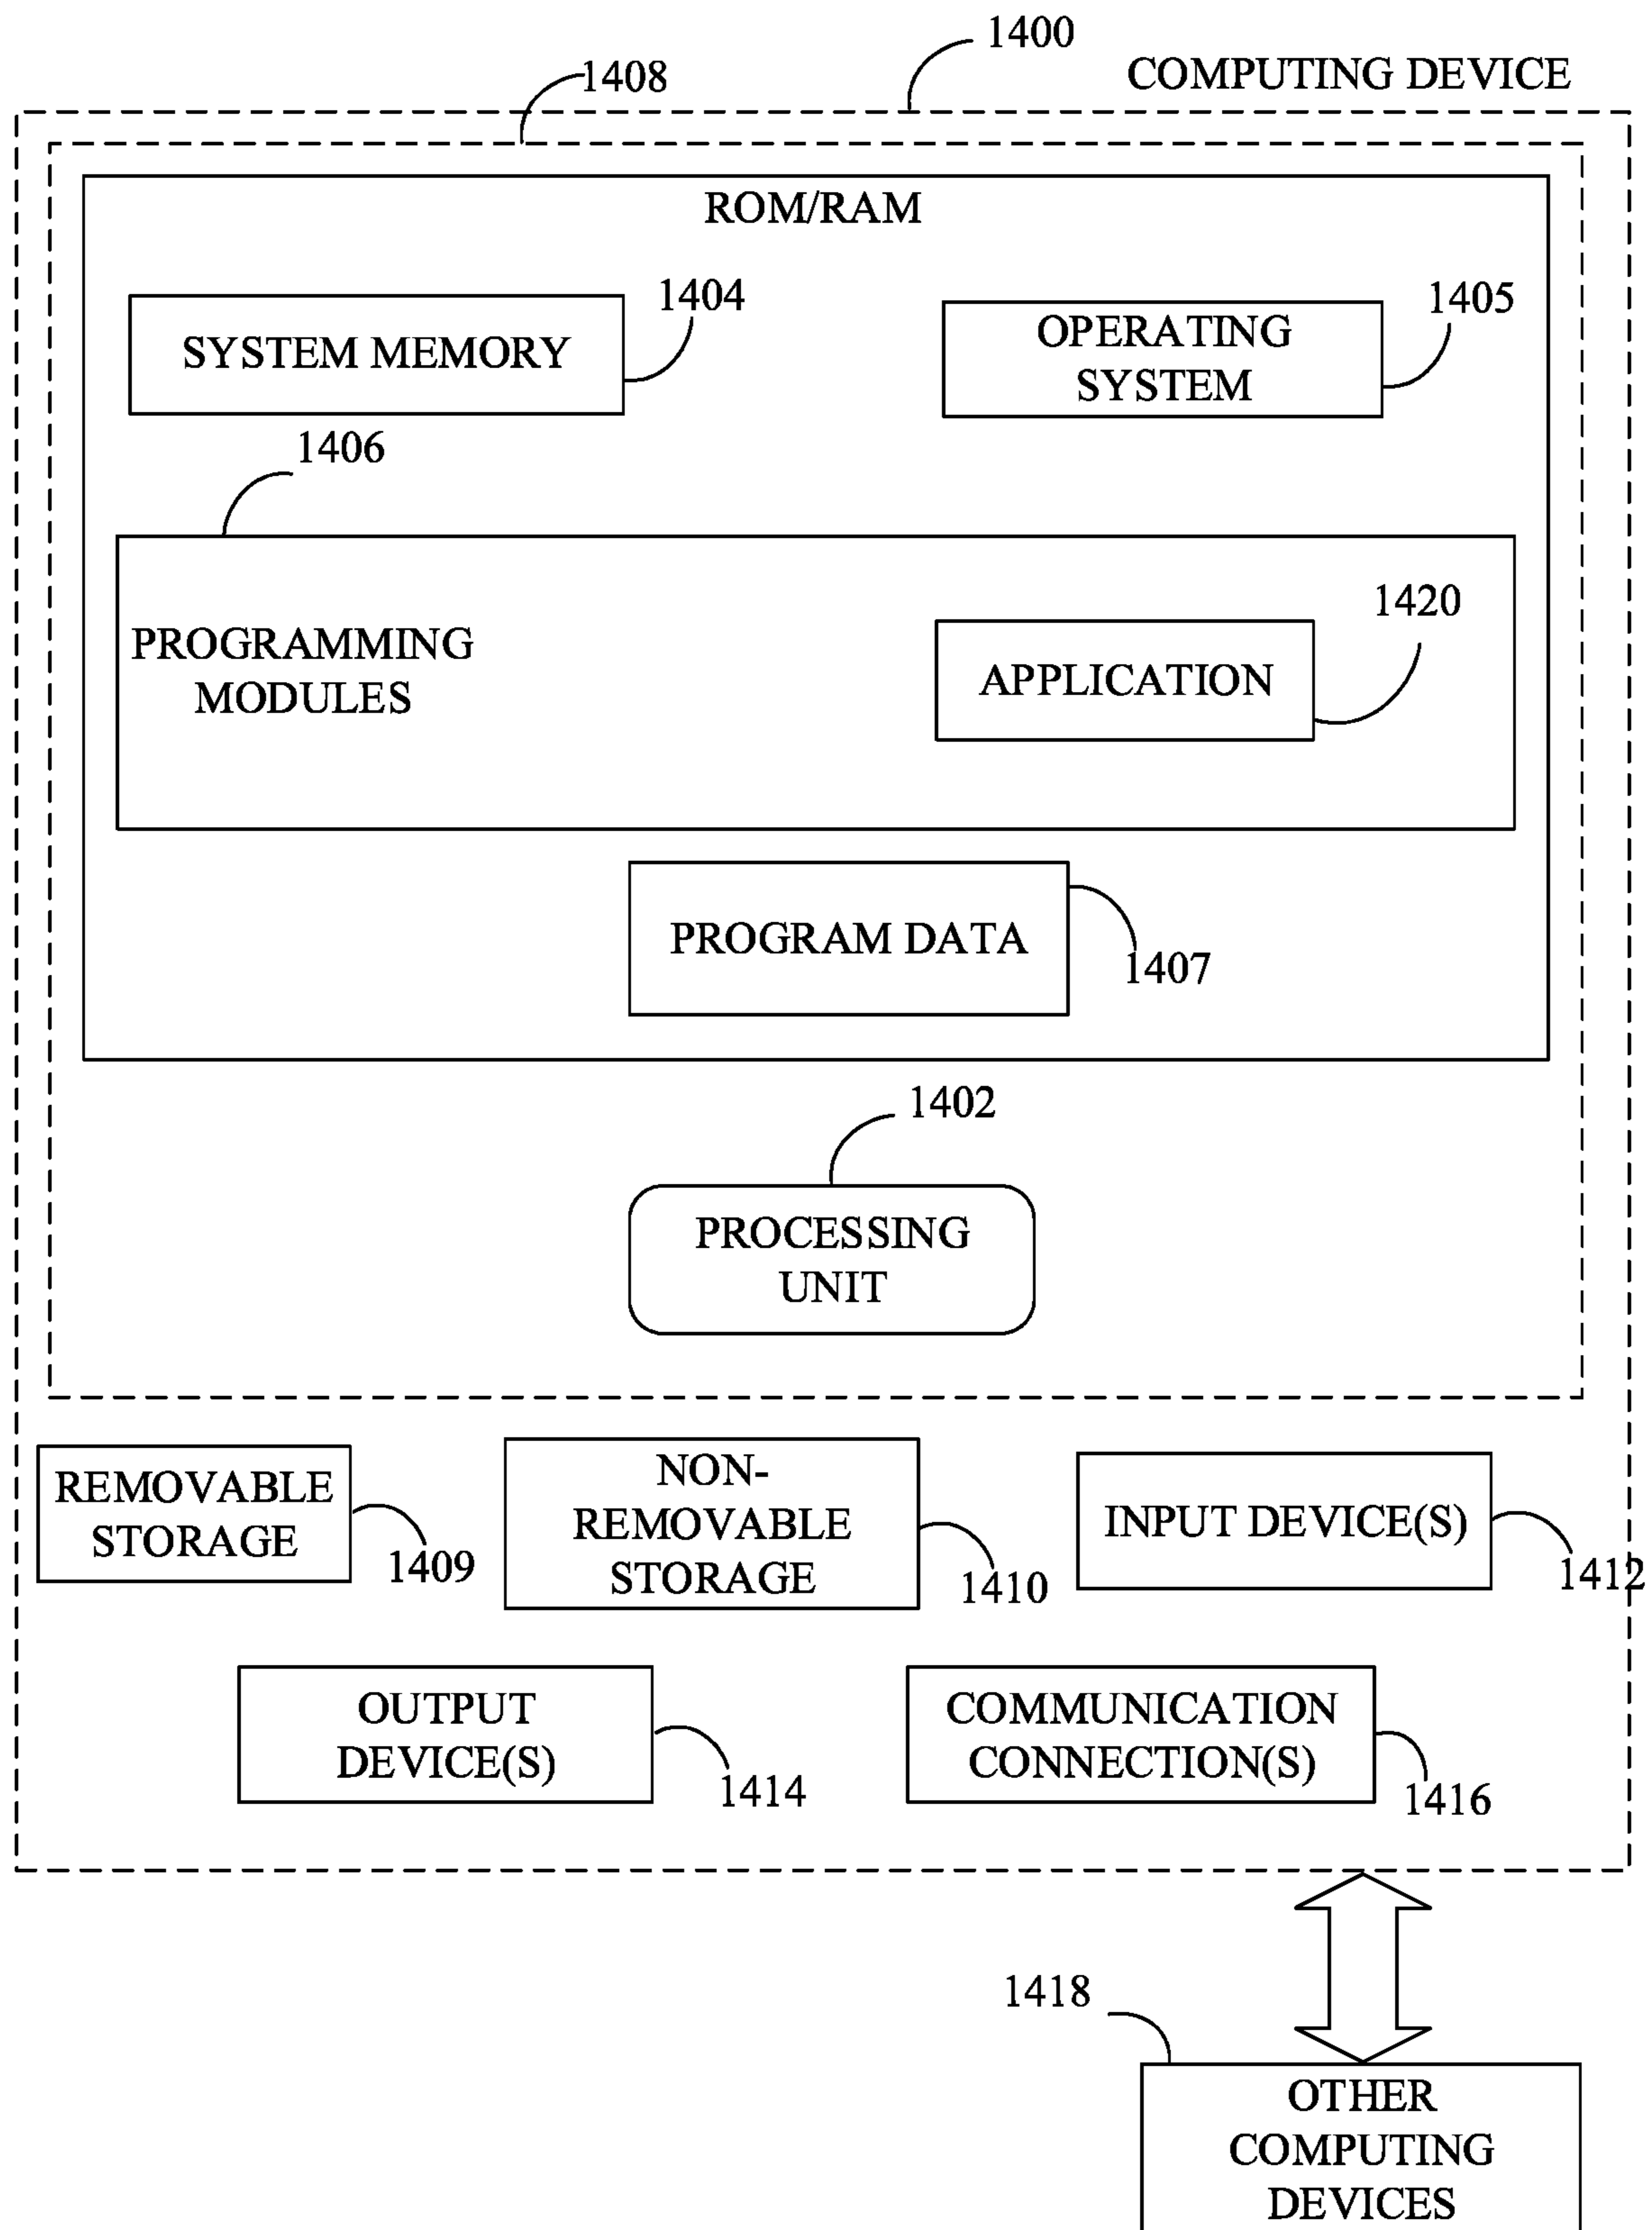 1400
COMPUTING DEVICE
1408
ROM/RAM
1404
SYSTEM MEMORY
1405
OPERATING
SYSTEM
1406
PROGRAMMING
MODULES
1420
APPLICATION
PROGRAM DATA
1407
1402
PROCESSING
UNIT
REMOVABLE
STORAGE
1409
NON-
REMOVABLE
STORAGE
1410
INPUT DEVICE(S)
1412
OUTPUT
DEVICE(S)
1414
COMMUNICATION
CONNECTION(S)
1416
1418
OTHER
COMPUTING
DEVICES